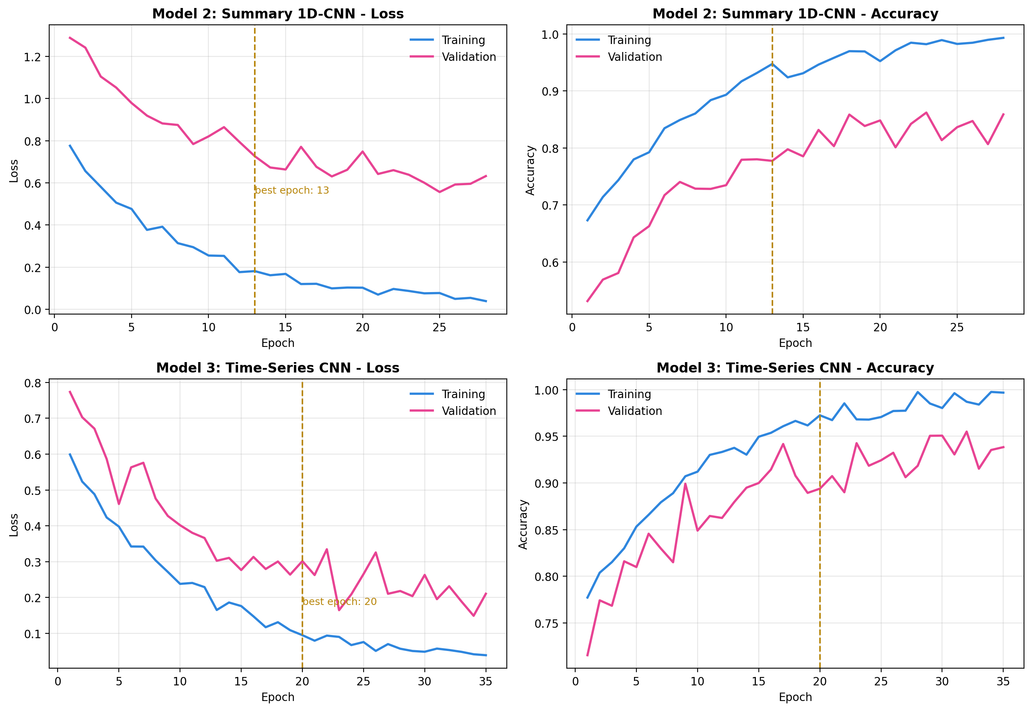 Model 2: Summary 1D-CNN - Loss
Training
Validation
1.2
1.0
0.8
0.6
0.4
0.2
0.0
Loss
best epoch: 13
0 5 10 15 20 25
Epoch
Model 2: Summary 1D-CNN - Accuracy
Training
Validation
1.0
0.9
0.8
0.7
0.6
Accuracy
0 5 10 15 20 25
Epoch
Model 3: Time-Series CNN - Loss
Training
Validation
0.8
0.7
0.6
0.5
0.4
0.3
0.2
0.1
Loss
best epoch: 20
0 5 10 15 20 25 30 35
Epoch
Model 3: Time-Series CNN - Accuracy
Training
Validation
1.00
0.95
0.90
0.85
0.80
0.75
Accuracy
0 5 10 15 20 25 30 35
Epoch